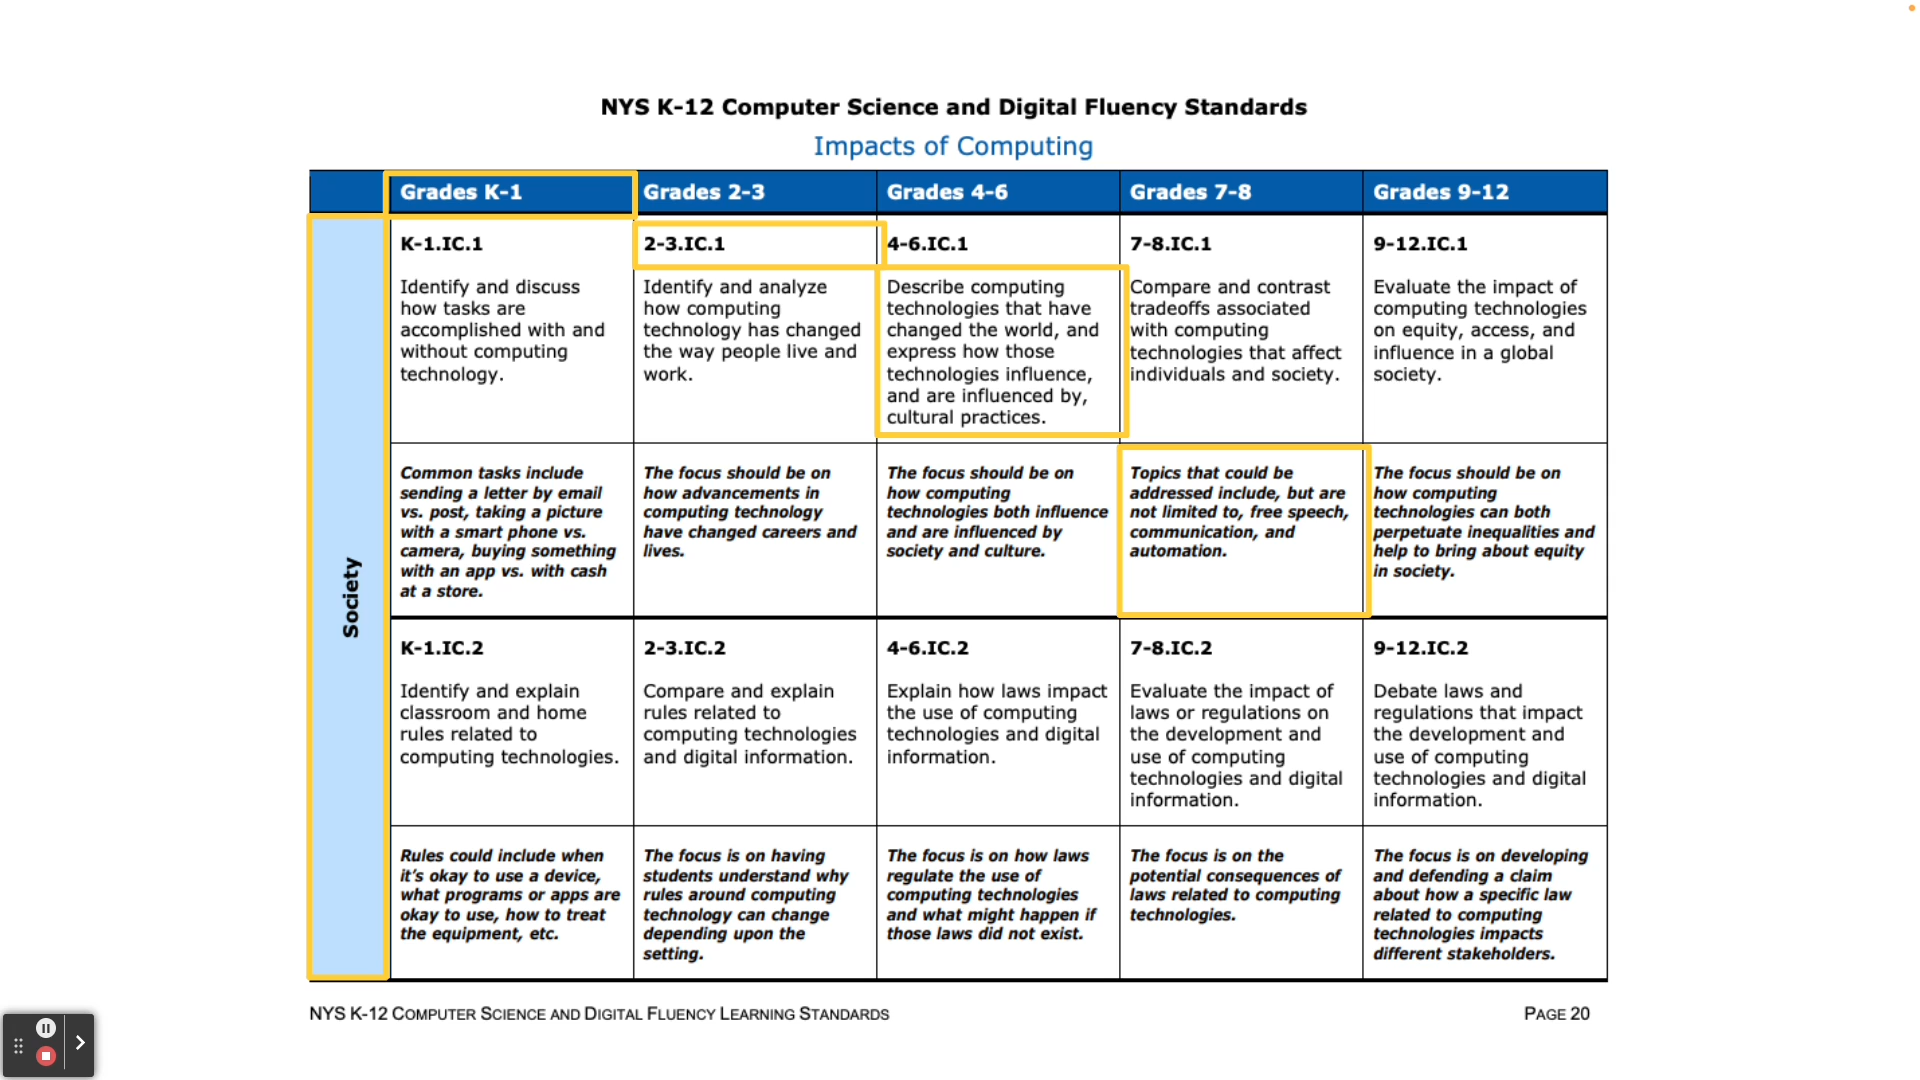 NYS K-12 Computer Science and Digital Fluency Standards
Impacts of Computing
Grades K-1
Grades 2-3
Grades 4-6
Grades 7-8
Grades 9-12
Society
K-1.IC.1
Identify and discuss
how tasks are
accomplished with and
without computing
technology.
2-3.IC.1
Identify and analyze
how computing
technology has changed
the way people live and
work.
4-6.IC.1
Describe computing
technologies that have
changed the world, and
express how those
technologies influence,
and are influenced by,
cultural practices.
7-8.IC.1
Compare and contrast
tradeoffs associated
with computing
technologies that affect
individuals and society.
9-12.IC.1
Evaluate the impact of
computing technologies
on equity, access, and
influence in a global
society.
Common tasks include
sending a letter by email
vs. post, taking a picture
with a smart phone vs.
camera, buying something
with an app vs. with cash
at a store.
The focus should be on
how advancements in
computing technology
have changed careers and
lives.
The focus should be on
how computing
technologies both influence
and are influenced by
society and culture.
Topics that could be
addressed include, but are
not limited to, free speech,
communication, and
automation.
The focus should be on
how computing
technologies can both
perpetuate inequalities and
help to bring about equity
in society.
K-1.IC.2
Identify and explain
classroom and home
rules related to
computing technologies.
2-3.IC.2
Compare and explain
rules related to
computing technologies
and digital information.
4-6.IC.2
Explain how laws impact
the use of computing
technologies and digital
information.
7-8.IC.2
Evaluate the impact of
laws or regulations on
the development and
use of computing
technologies and digital
information.
9-12.IC.2
Debate laws and
regulations that impact
the development and
use of computing
technologies and digital
information.
Rules could include when
it's okay to use a device,
what programs or apps are
okay to use, how to treat
the equipment, etc.
The focus is on having
students understand why
rules around computing
technology can change
depending upon the
setting.
The focus is on how laws
regulate the use of
computing technologies
and what might happen if
those laws did not exist.
The focus is on the
potential consequences of
laws related to computing
technologies.
The focus is on developing
and defending a claim
about how a specific law
related to computing
technologies impacts
different stakeholders.
NYS K-12 COMPUTER SCIENCE AND DIGITAL FLUENCY LEARNING STANDARDS
PAGE 20